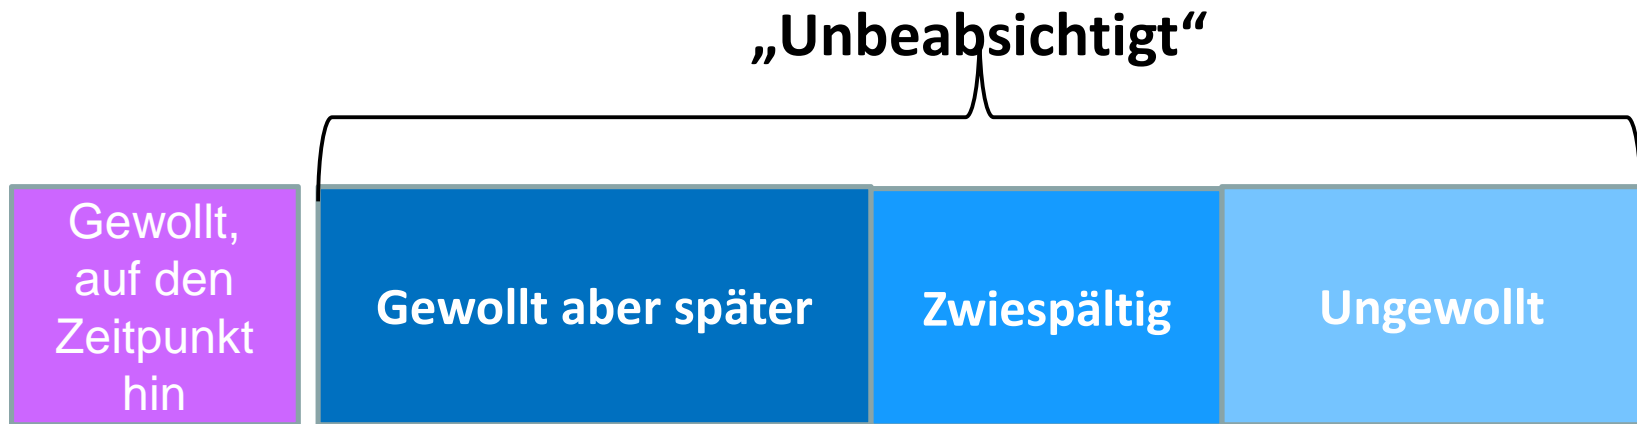 „Unbeabsichtigt“
Gewollt,
auf den
Zeitpunkt
hin
Gewollt aber später
Zwiespältig
Ungewollt